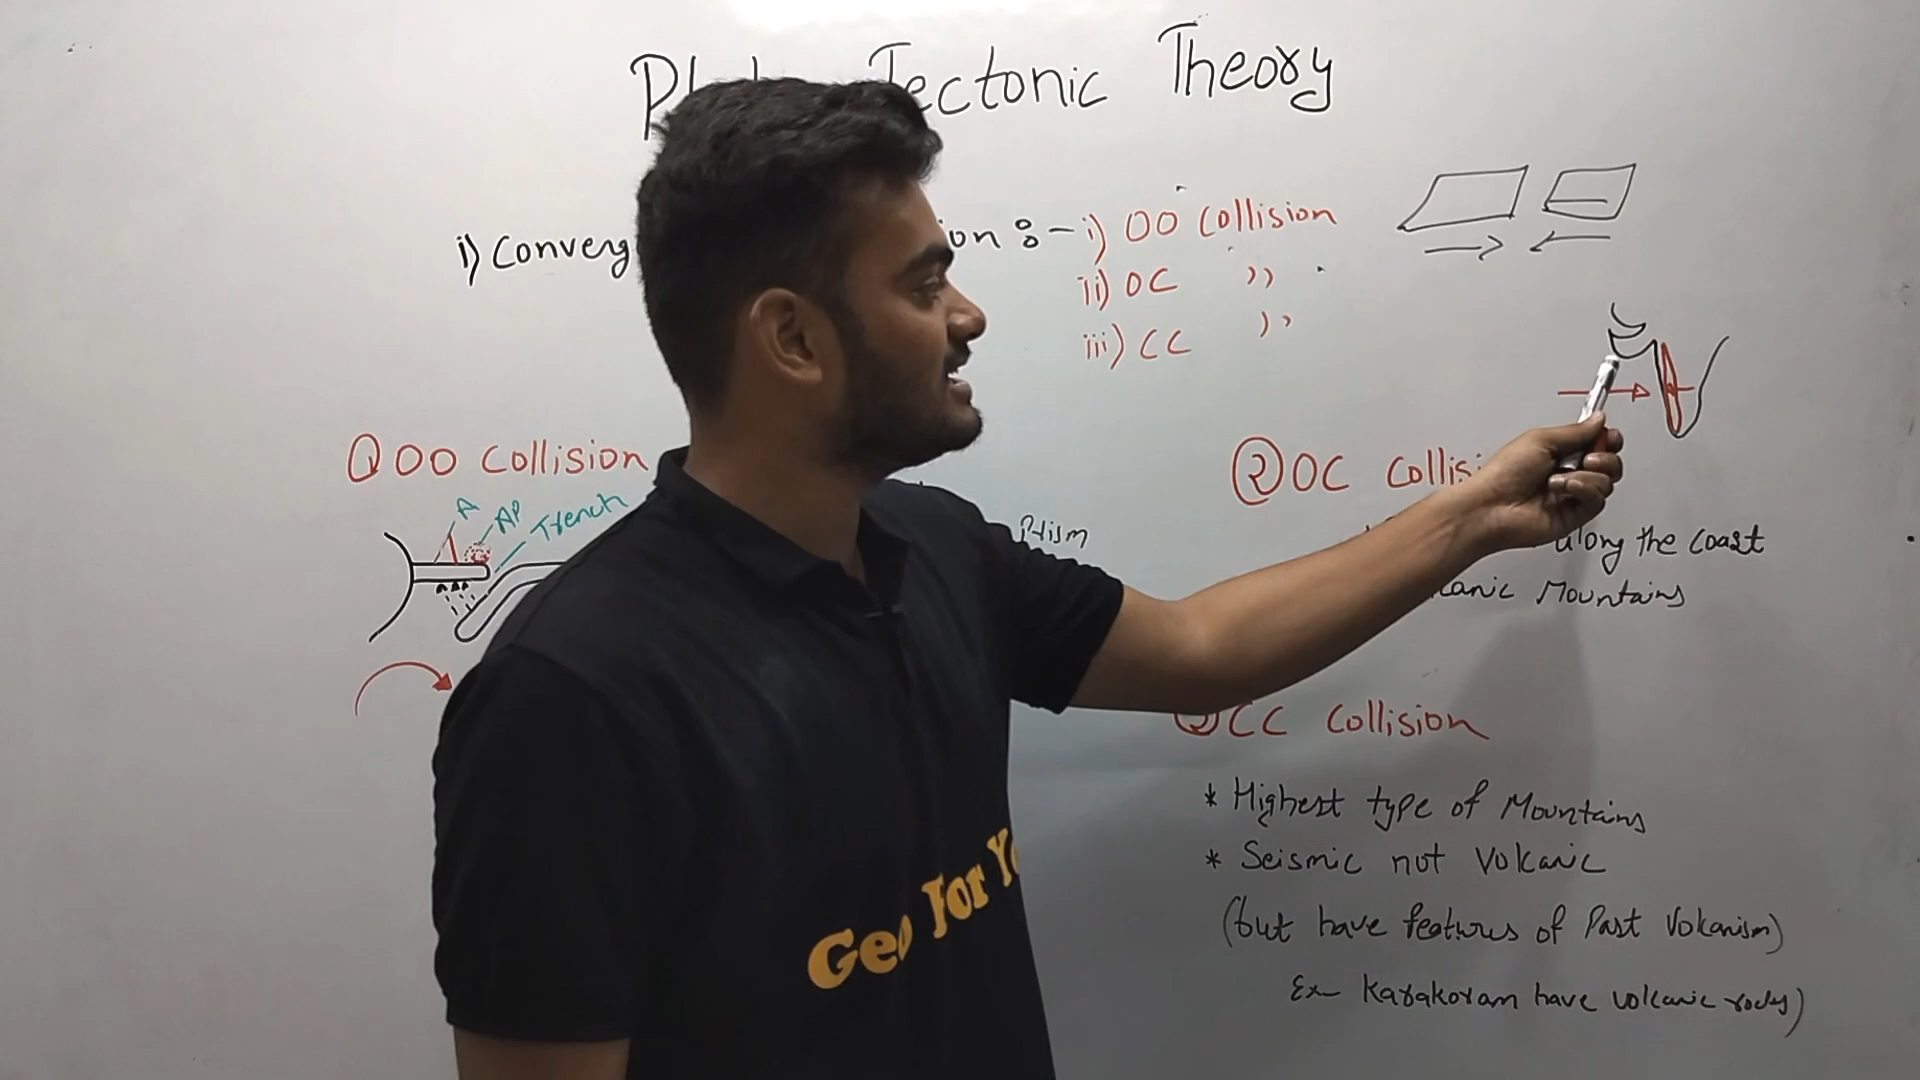 Tectonic Theory
i) Converg
ion :- i) OO Collision
ii) OC ,, 
iii) CC ,,
① OO Collision
② OC Collisi
A
AP
Trench
Prism
along the coast
canic Mountains
CC Collision
* Highest type of Mountains
* Seismic not Volcanic
(but have features of Past Volcanism)
Ex- Karakoram have volcanic rocks)
Geo For Yo